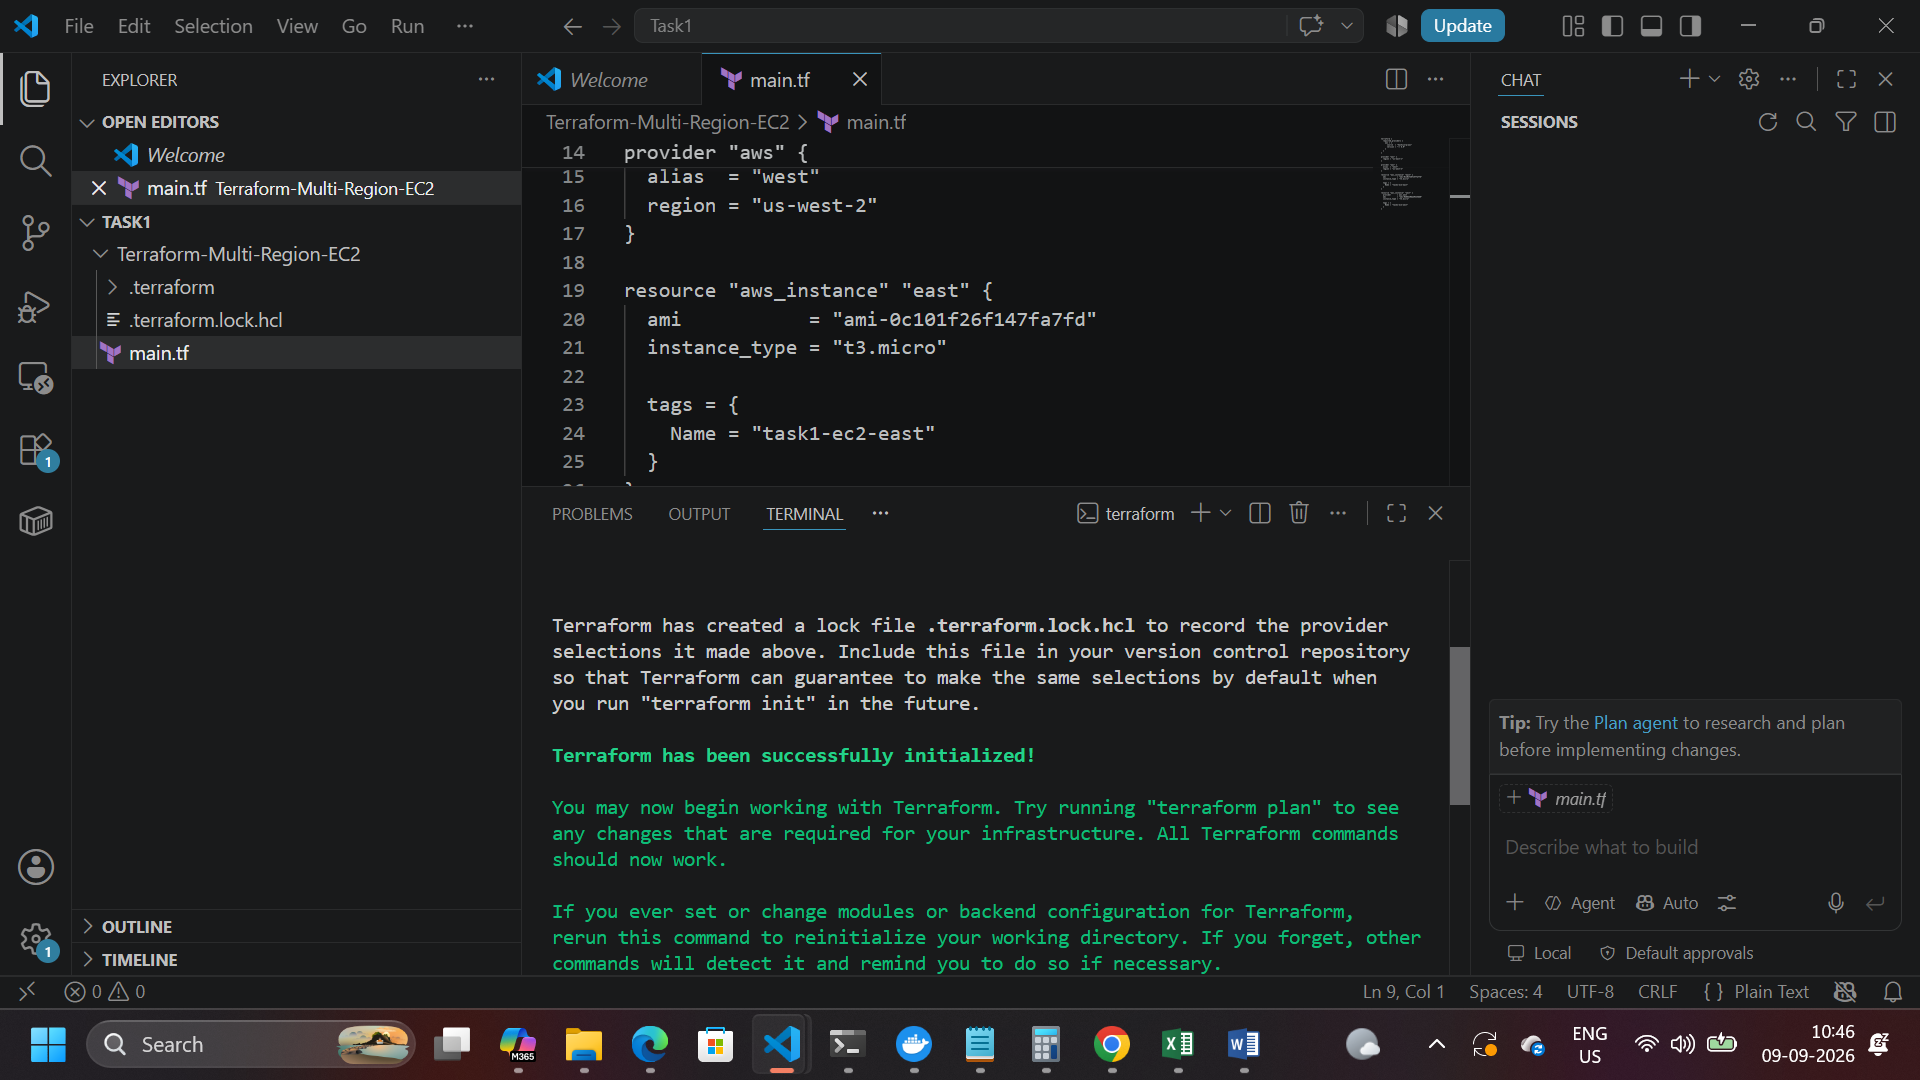 File Edit Selection View Go Run ···
Task1
Update
EXPLORER
OPEN EDITORS
Welcome
main.tf Terraform-Multi-Region-EC2
TASK1
Terraform-Multi-Region-EC2
.terraform
.terraform.lock.hcl
main.tf
OUTLINE
TIMELINE
1
1
Welcome
main.tf
Terraform-Multi-Region-EC2 > main.tf
14 provider "aws" {
15 alias = "west"
16 region = "us-west-2"
17 }
18
19 resource "aws_instance" "east" {
20 ami = "ami-0c101f26f147fa7fd"
21 instance_type = "t3.micro"
22
23 tags = {
24 Name = "task1-ec2-east"
25 }
PROBLEMS OUTPUT TERMINAL ···
terraform
Terraform has created a lock file .terraform.lock.hcl to record the provider
selections it made above. Include this file in your version control repository
so that Terraform can guarantee to make the same selections by default when
you run "terraform init" in the future.
Terraform has been successfully initialized!
You may now begin working with Terraform. Try running "terraform plan" to see
any changes that are required for your infrastructure. All Terraform commands
should now work.
If you ever set or change modules or backend configuration for Terraform,
rerun this command to reinitialize your working directory. If you forget, other
commands will detect it and remind you to do so if necessary.
CHAT
SESSIONS
Tip: Try the Plan agent to research and plan
before implementing changes.
main.tf
Describe what to build
Agent Auto
Local Default approvals
0 0
Ln 9, Col 1 Spaces: 4 UTF-8 CRLF { } Plain Text
Search
M365
ENG
US
10:46
09-09-2026